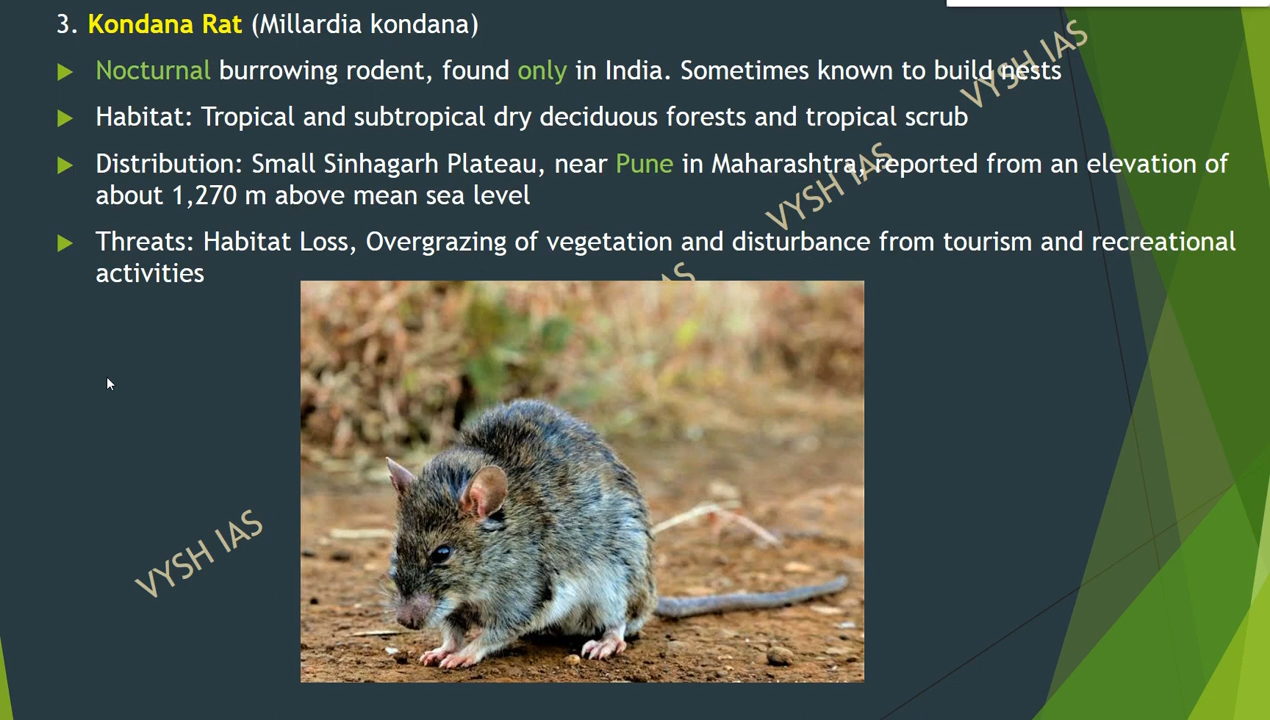 3. Kondana Rat (Millardia kondana)
Nocturnal burrowing rodent, found only in India. Sometimes known to build nests
VYSH IAS
Habitat: Tropical and subtropical dry deciduous forests and tropical scrub
Distribution: Small Sinhagarh Plateau, near Pune in Maharashtra, reported from an elevation of
about 1,270 m above mean sea level
VYSH IAS
Threats: Habitat Loss, Overgrazing of vegetation and disturbance from tourism and recreational
activities
AS
VYSH IAS